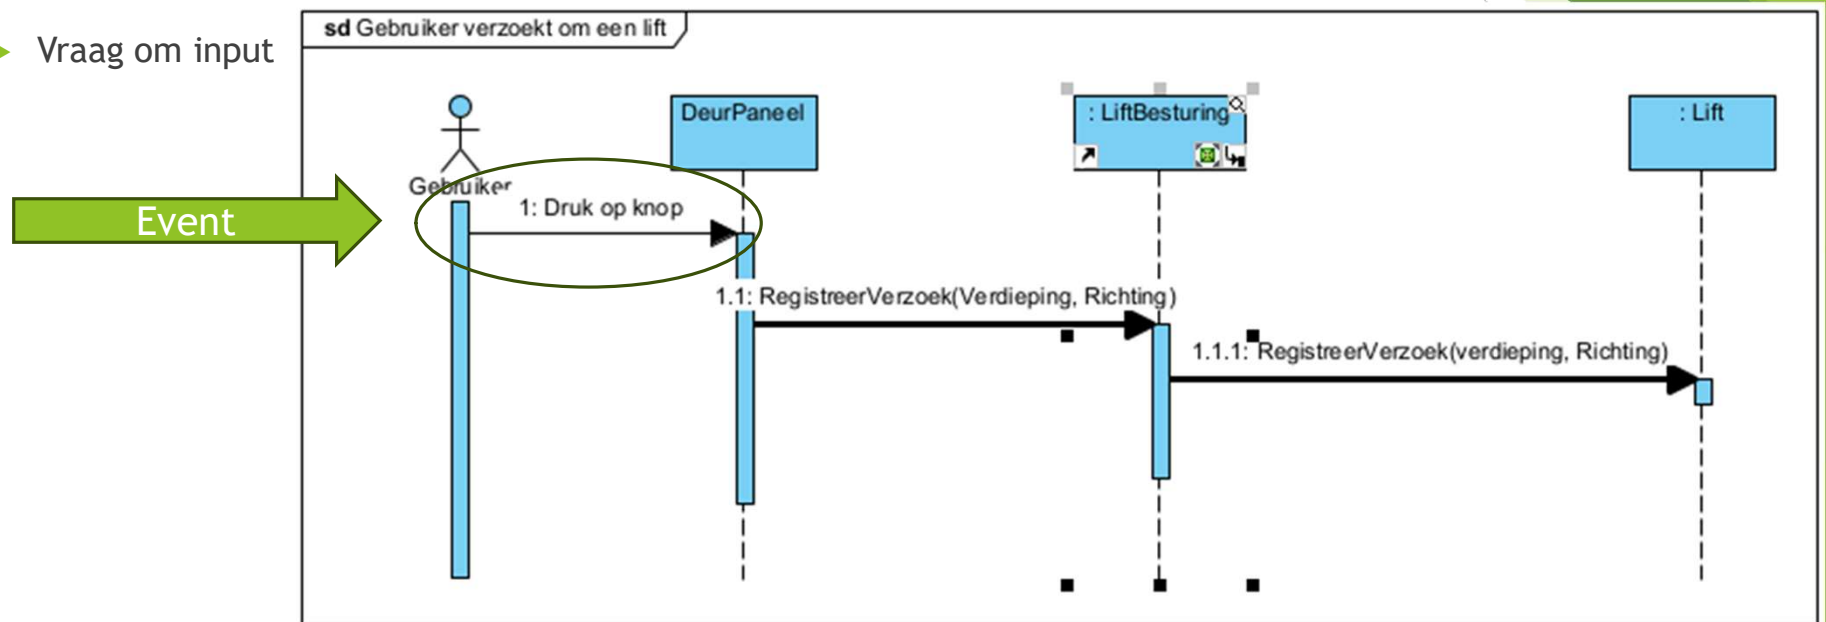 Vraag om input
sd Gebruiker verzoekt om een lift
DeurPaneel
: LiftBesturing
: Lift
Gebruiker
Event
1: Druk op knop
1.1: RegistreerVerzoek(Verdieping, Richting)
1.1.1: RegistreerVerzoek(verdieping, Richting)